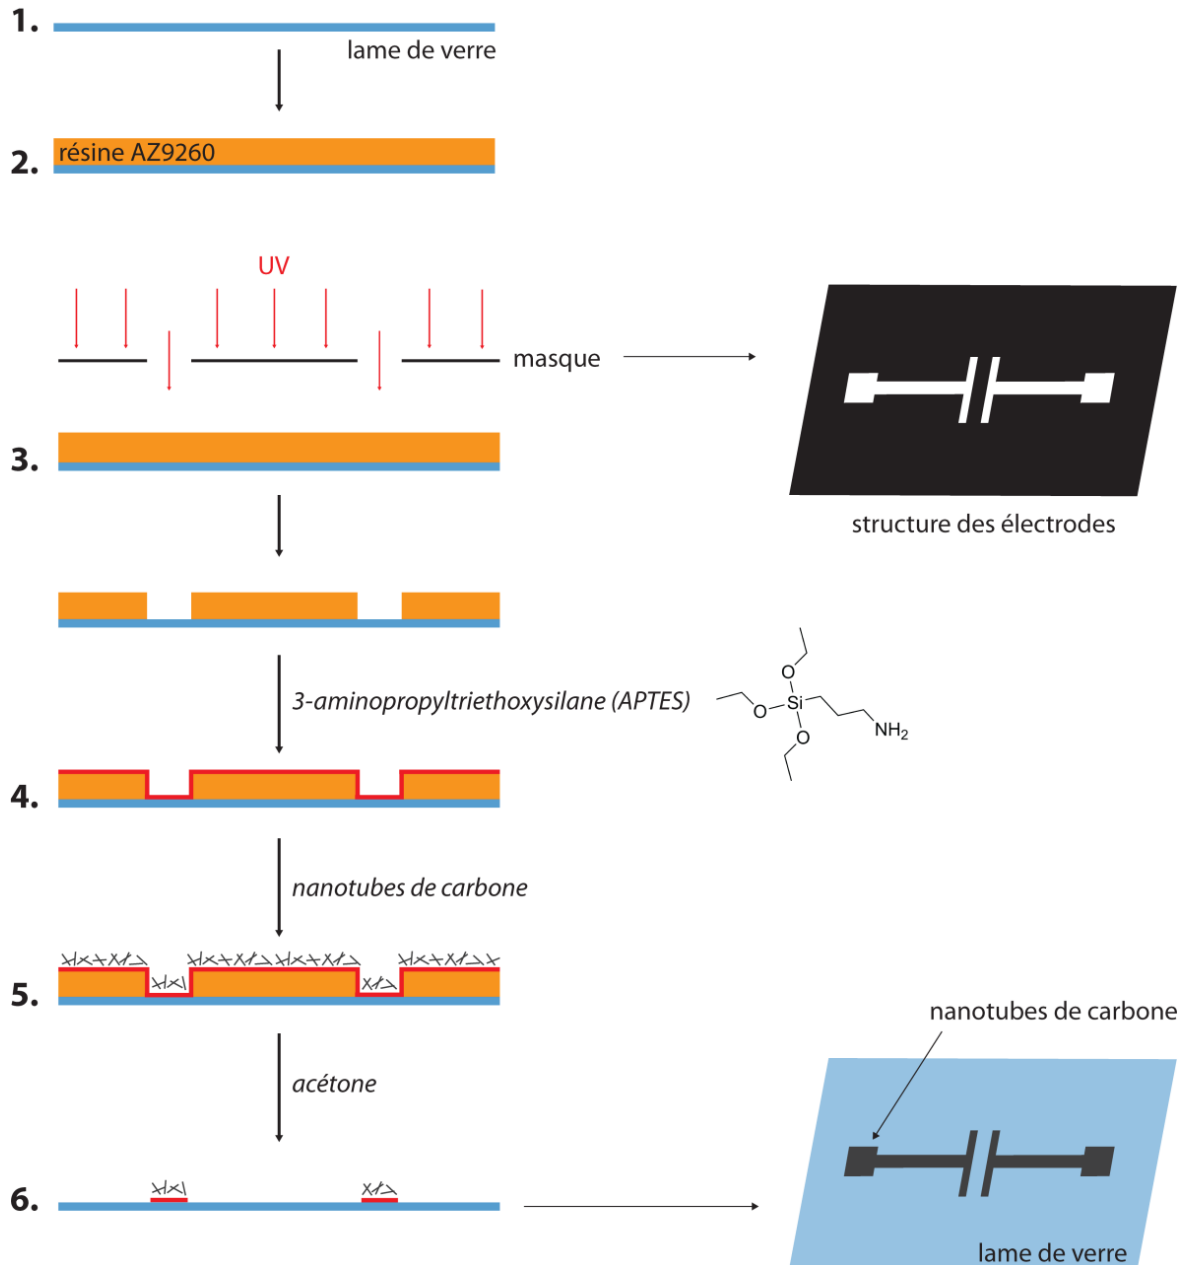 1.
lame de verre
résine AZ9260
2.
UV
masque
3.
structure des électrodes
3-aminopropyltriethoxysilane (APTES)
O
O
Si
O
NH2
4.
nanotubes de carbone
5.
nanotubes de carbone
acétone
6.
lame de verre